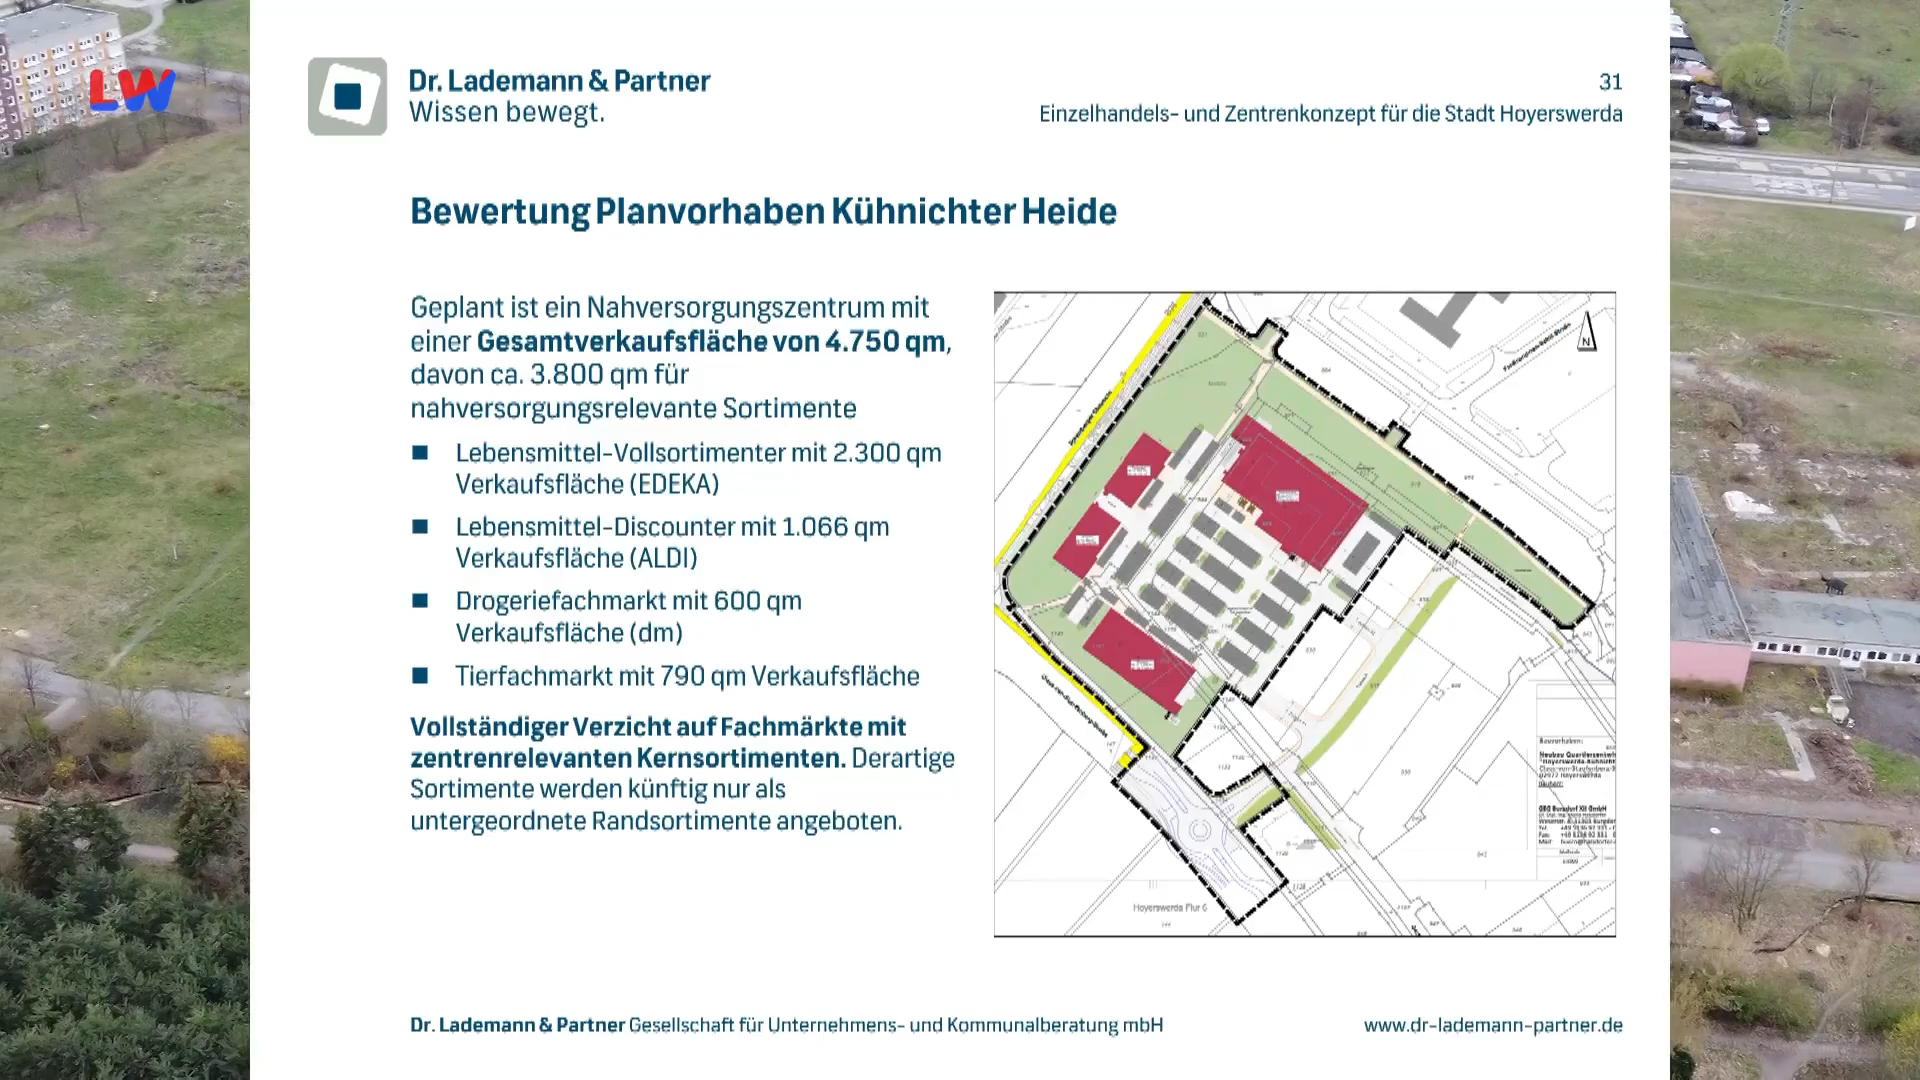 LW
Dr. Lademann & Partner
Wissen bewegt.
31
Einzelhandels- und Zentrenkonzept für die Stadt Hoyerswerda
Bewertung Planvorhaben Kühnichter Heide
Geplant ist ein Nahversorgungszentrum mit
einer Gesamtverkaufsfläche von 4.750 qm,
davon ca. 3.800 qm für
nahversorgungsrelevante Sortimente
Lebensmittel-Vollsortimenter mit 2.300 qm
Verkaufsfläche (EDEKA)
Lebensmittel-Discounter mit 1.066 qm
Verkaufsfläche (ALDI)
Drogeriefachmarkt mit 600 qm
Verkaufsfläche (dm)
Tierfachmarkt mit 790 qm Verkaufsfläche
Vollständiger Verzicht auf Fachmärkte mit
zentrenrelevanten Kernsortimenten. Derartige
Sortimente werden künftig nur als
untergeordnete Randsortimente angeboten.
N
Bauvorhaben:
Hoyerswerda Flur 6
Dr. Lademann & Partner Gesellschaft für Unternehmens- und Kommunalberatung mbH
www.dr-lademann-partner.de